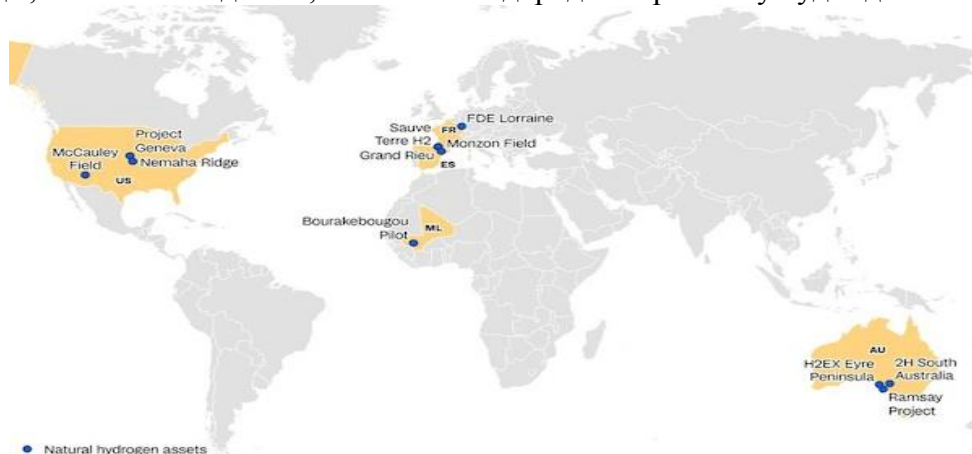 Project
Geneva
McCauley
Field
Nemaha Ridge
US
Sauve
Terre H2
Grand Rieu
FR
FDE Lorraine
Monzon Field
ES
Bourakebougou
Pilot
ML
AU
H2EX Eyre
Peninsula
2H South
Australia
Ramsay
Project
Natural hydrogen assets